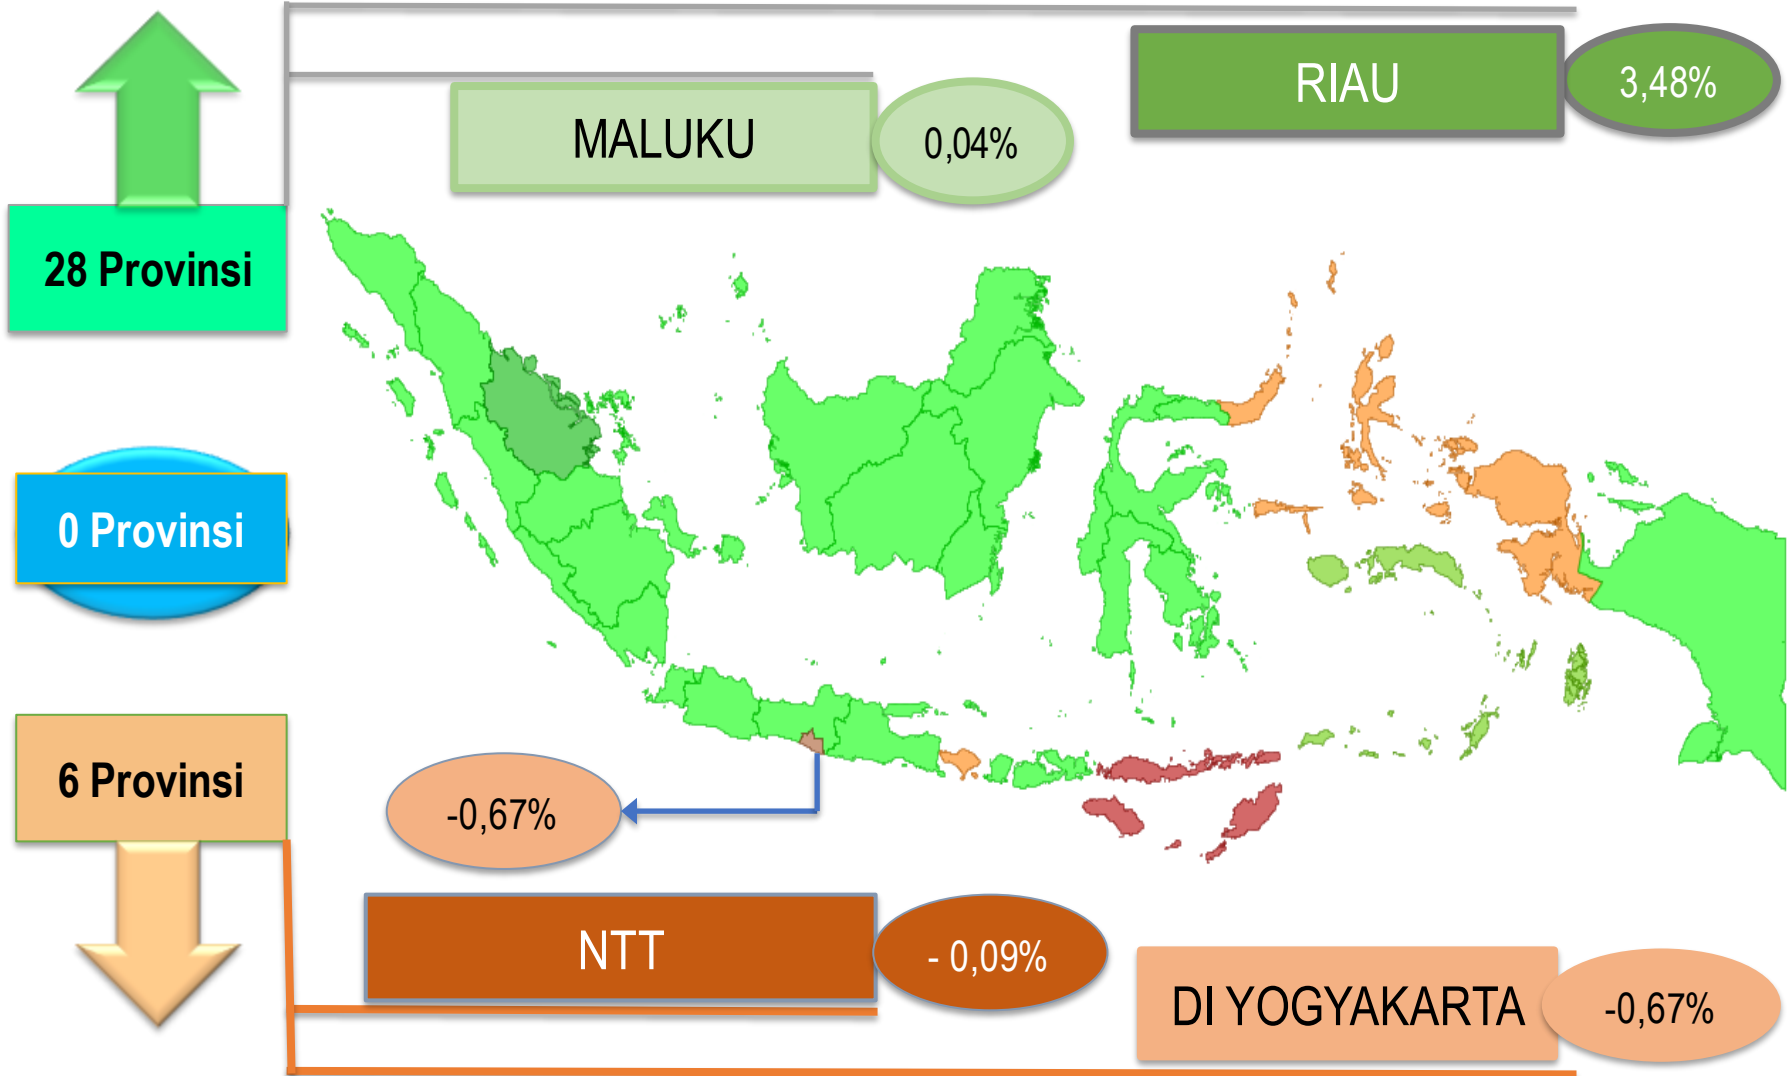 RIAU
3,48%
MALUKU
0,04%
28 Provinsi
0 Provinsi
6 Provinsi
-0,67%
NTT
- 0,09%
DI YOGYAKARTA
-0,67%